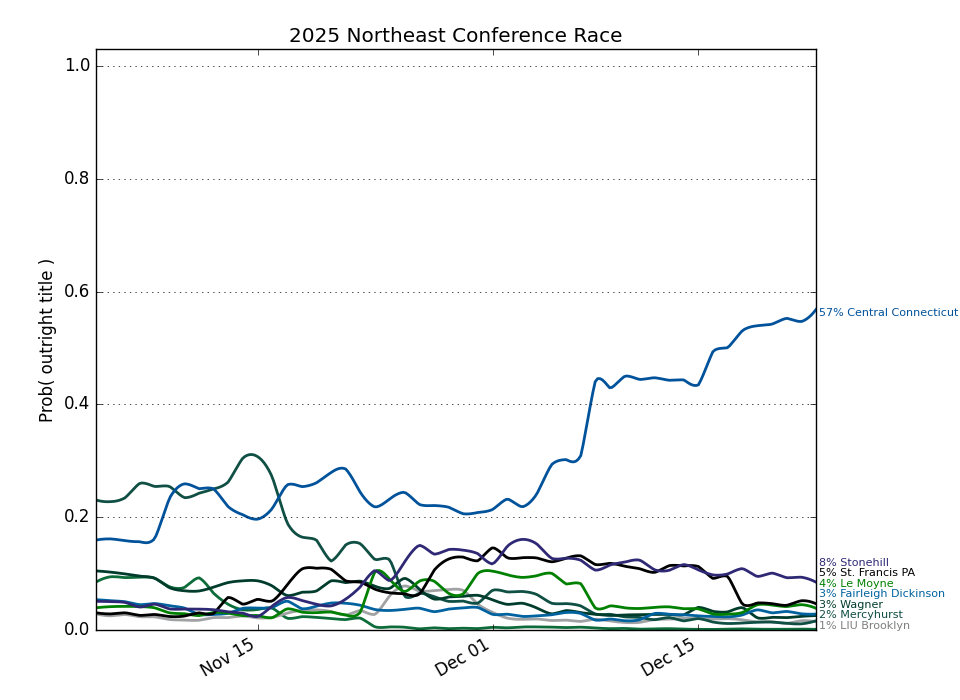 2025 Northeast Conference Race
Prob( outright title )
1.0
0.8
0.6
0.4
0.2
0.0
Nov 15
Dec 01
Dec 15
57% Central Connecticut
8% Stonehill
5% St. Francis PA
4% Le Moyne
3% Fairleigh Dickinson
3% Wagner
2% Mercyhurst
1% LIU Brooklyn